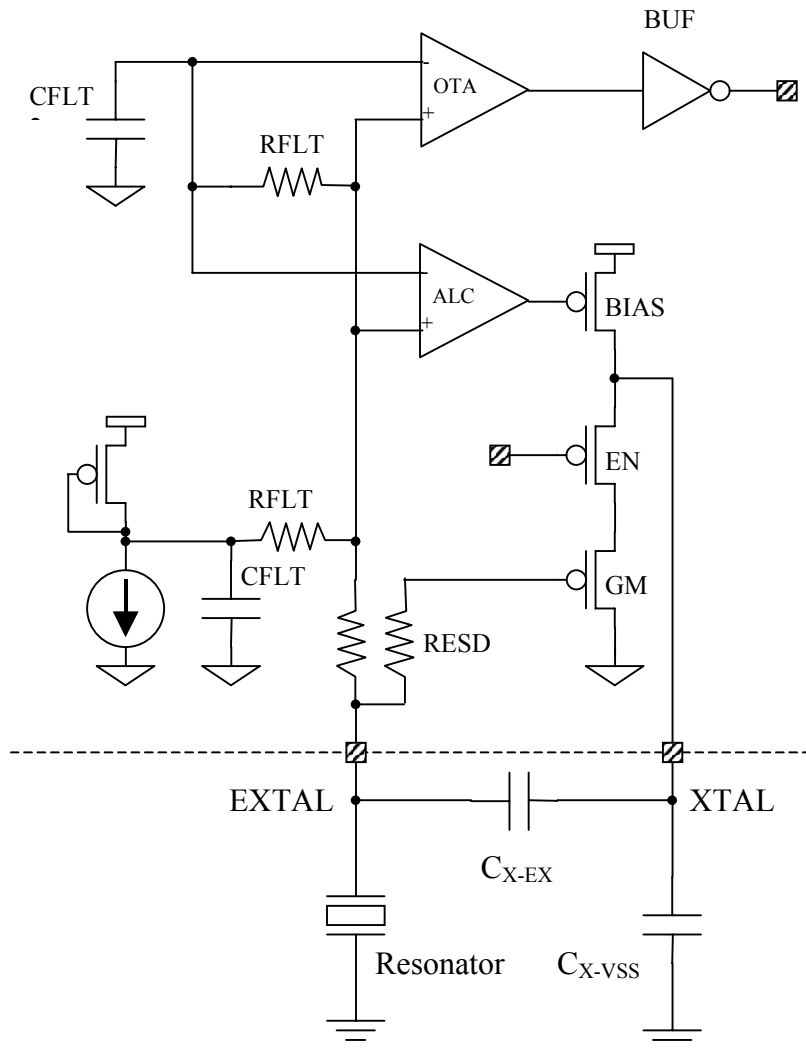 BUF
CFLT
-
OTA
+
RFLT
-
ALC
+
BIAS
EN
RFLT
CFLT
GM
RESD
EXTAL
XTAL
CX-EX
Resonator
CX-VSS